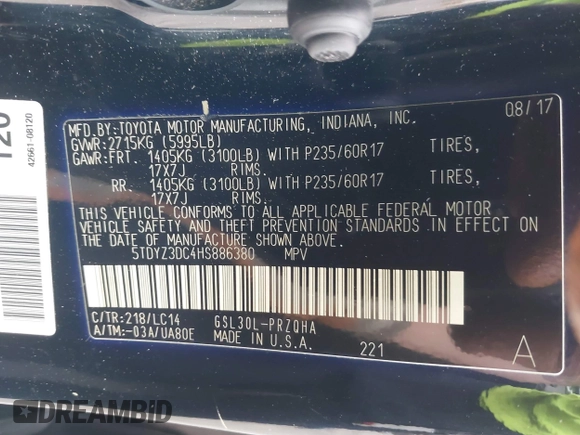 120
42661-08120
MFD.BY:TOYOTA MOTOR MANUFACTURING, INDIANA, INC. 08/17
GVWR:2715KG (5995LB)
GAWR:FRT. 1405KG (3100LB) WITH P235/60R17 TIRES,
17X7J RIMS.
RR. 1405KG (3100LB) WITH P235/60R17 TIRES,
17X7J RIMS.
THIS VEHICLE CONFORMS TO ALL APPLICABLE FEDERAL MOTOR
VEHICLE SAFETY AND THEFT PREVENTION STANDARDS IN EFFECT ON
THE DATE OF MANUFACTURE SHOWN ABOVE.
5TDYZ3DC4HS886380 MPV
C/TR:218/LC14 GSL30L-PRZQHA
A/TM:-03A/UA80E MADE IN U.S.A. 221 A
DREAMBID